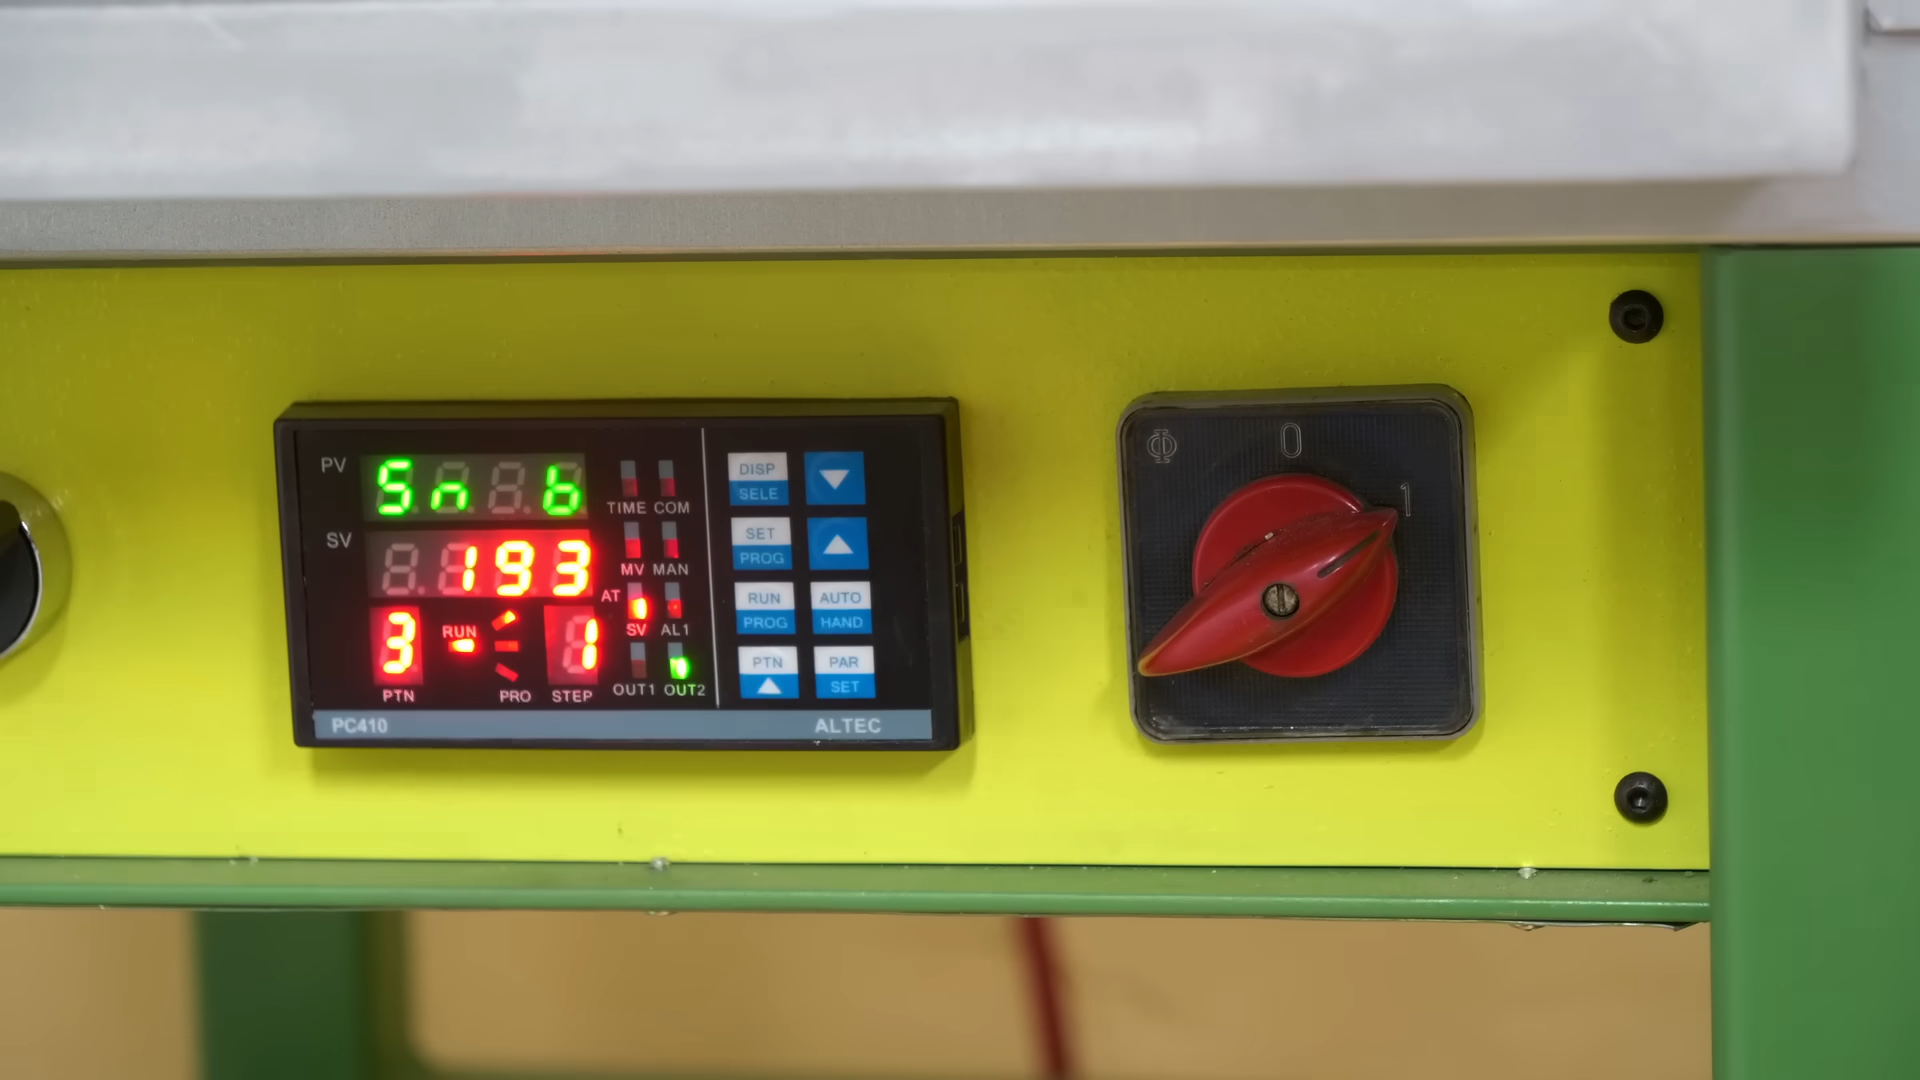 PV
Sn b
SV
193
3
RUN
1
PTN
PRO
STEP
TIME COM
MV MAN
AT
SV AL1
OUT1 OUT2
DISP
SELE
SET
PROG
RUN
PROG
AUTO
HAND
PTN
PAR
SET
PC410
ALTEC
0
1